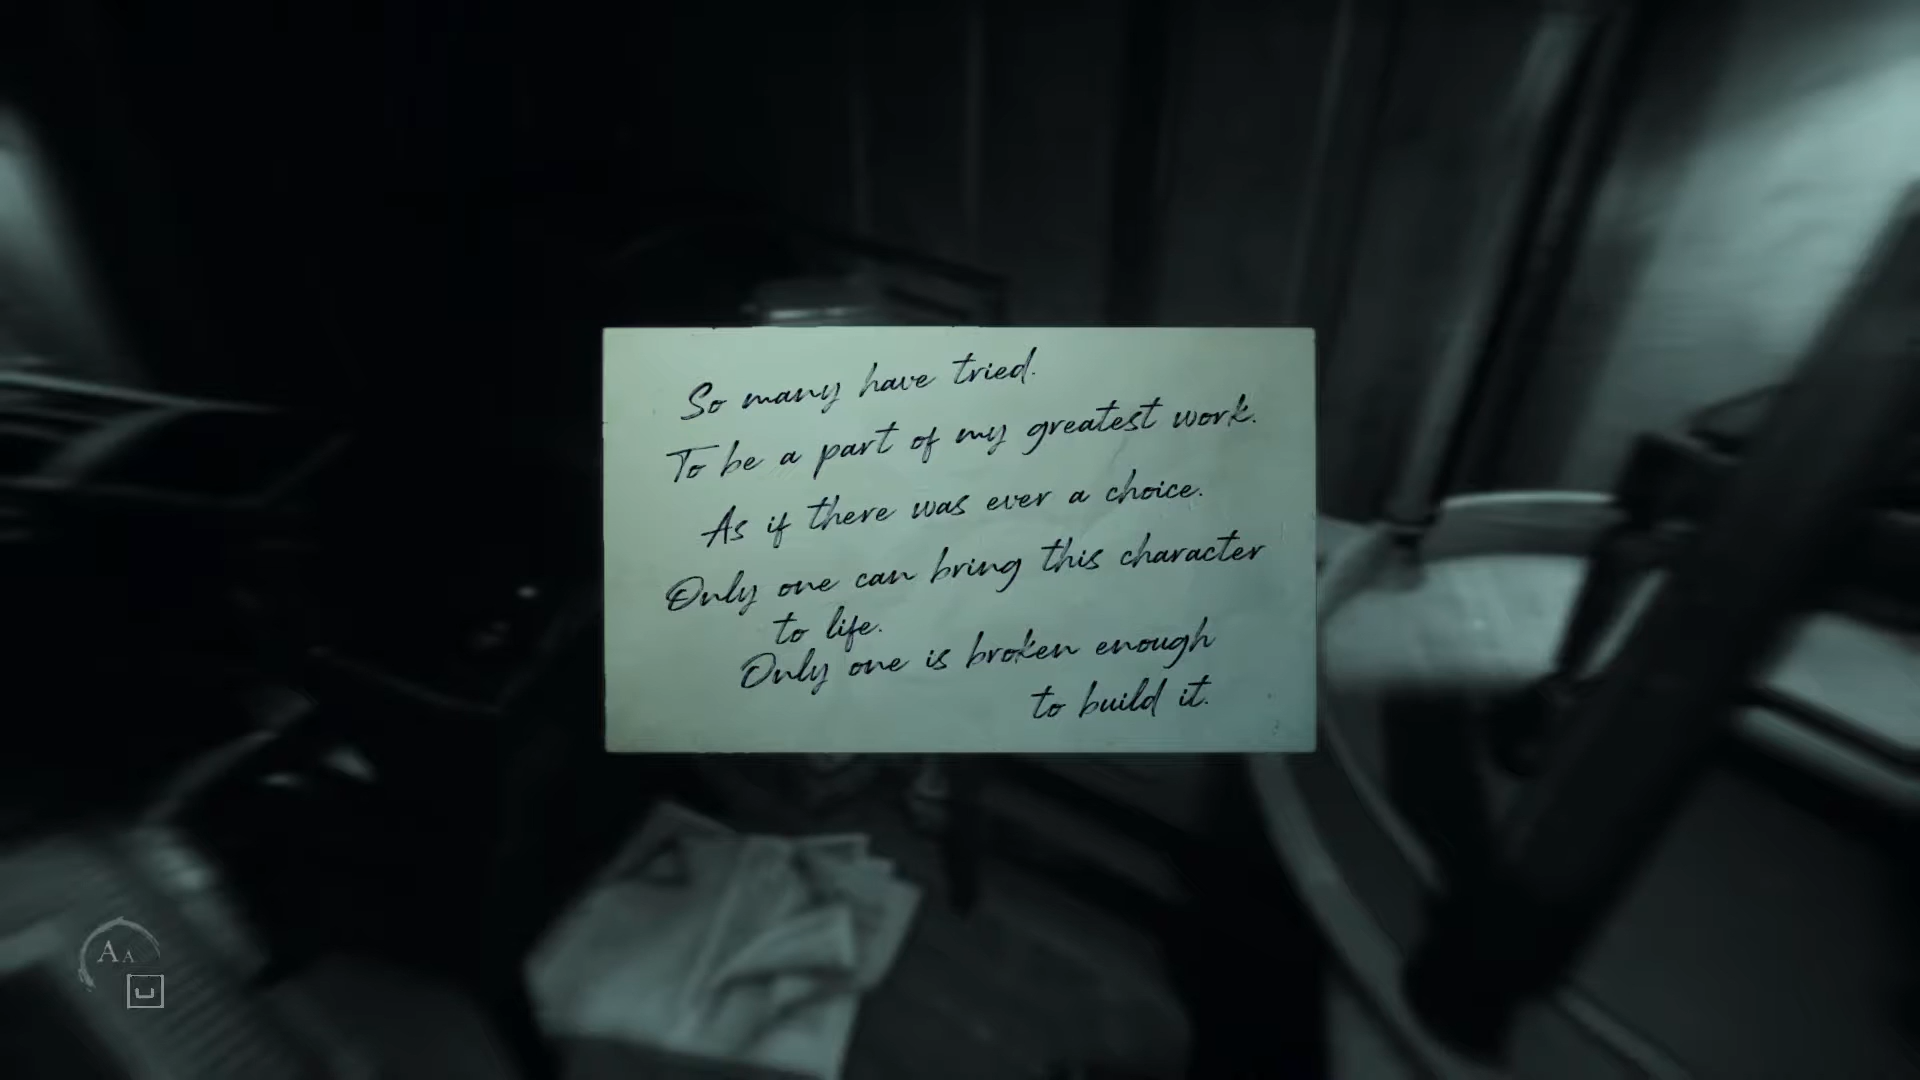 So many have tried.
To be a part of my greatest work.
As if there was ever a choice.
Only one can bring this character
to life.
Only one is broken enough
to build it.
AA